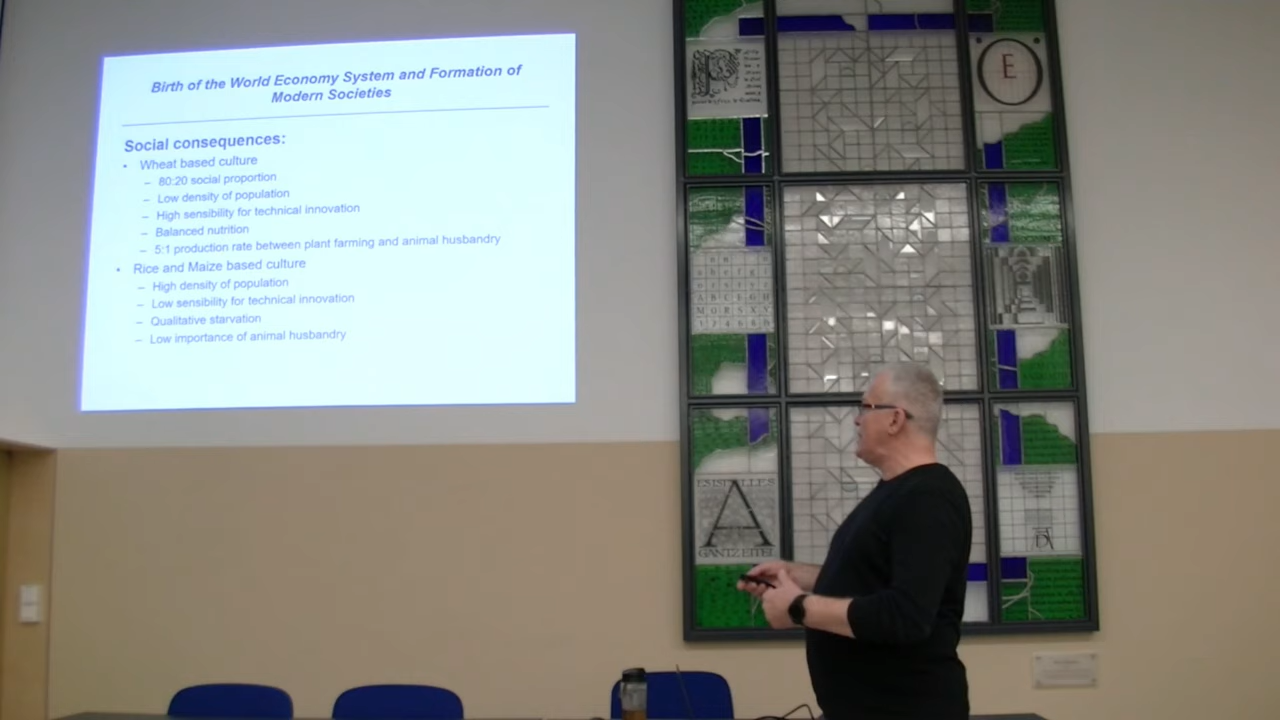 Birth of the World Economy System and Formation of
Modern Societies
Social consequences:
• Wheat based culture
– 80:20 social proportion
– Low density of population
– High sensibility for technical innovation
– Balanced nutrition
– 5:1 production rate between plant farming and animal husbandry
• Rice and Maize based culture
– High density of population
– Low sensibility for technical innovation
– Qualitative starvation
– Low importance of animal husbandry
P
E
O
ES IST ALLES
A
GANTZ EITEL